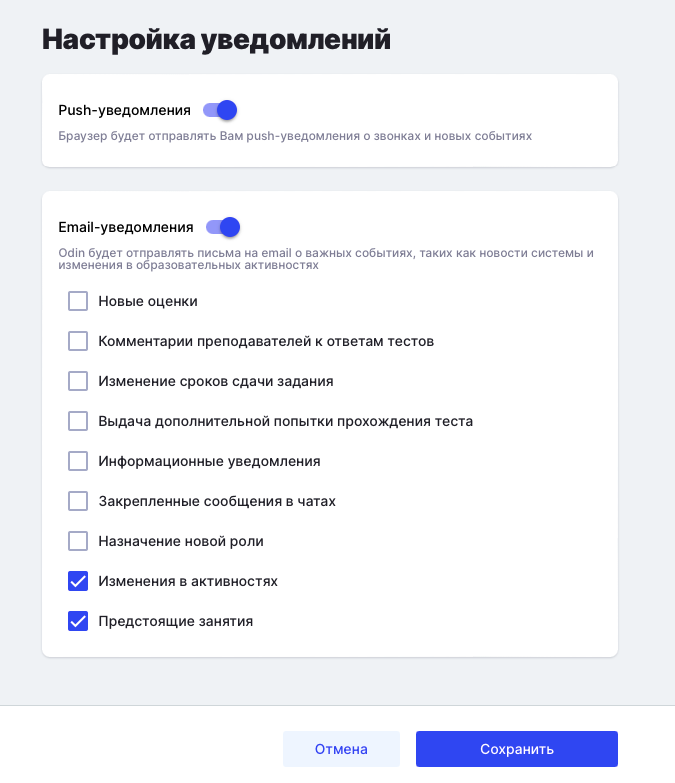 Настройка уведомлений
Push-уведомления
Браузер будет отправлять Вам push-уведомления о звонках и новых событиях
Email-уведомления
Odin будет отправлять письма на email о важных событиях, таких как новости системы и
изменения в образовательных активностях
Новые оценки
Комментарии преподавателей к ответам тестов
Изменение сроков сдачи задания
Выдача дополнительной попытки прохождения теста
Информационные уведомления
Закрепленные сообщения в чатах
Назначение новой роли
Изменения в активностях
Предстоящие занятия
Отмена
Сохранить